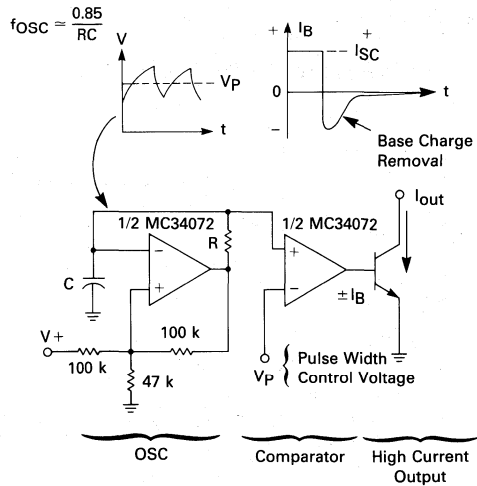 fOSC ≃ 0.85
RC
V
VP
t
+ IB
+
ISC
0
t
−
Base Charge
Removal
1/2 MC34072
R
1/2 MC34072
Iout
−
+
C
+
−
± IB
V+
100 k
100 k
47 k
VP
Pulse Width
Control Voltage
OSC
Comparator
High Current
Output